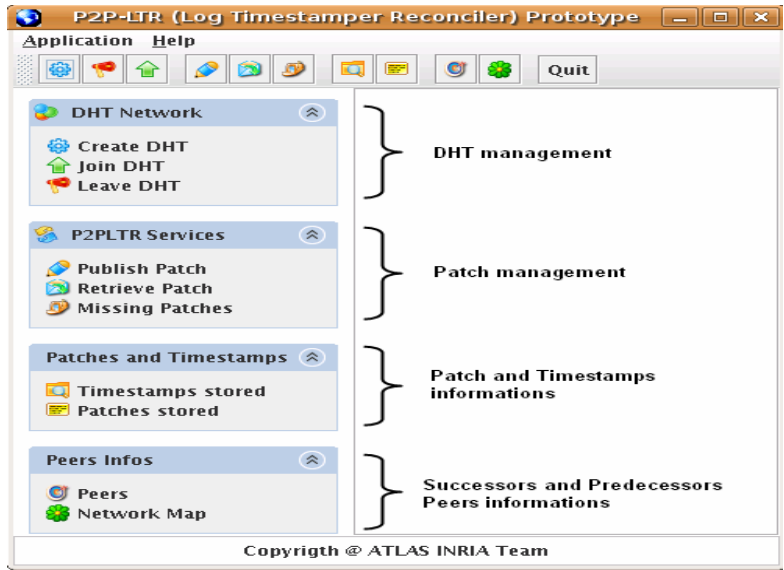 P2P-LTR (Log Timestamper Reconciler) Prototype
Application Help
Quit
DHT Network
Create DHT
Join DHT
Leave DHT
DHT management
P2PLTR Services
Publish Patch
Retrieve Patch
Missing Patches
Patch management
Patches and Timestamps
Timestamps stored
Patches stored
Patch and Timestamps
informations
Peers Infos
Peers
Network Map
Successors and Predecessors
Peers informations
Copyrigth @ ATLAS INRIA Team